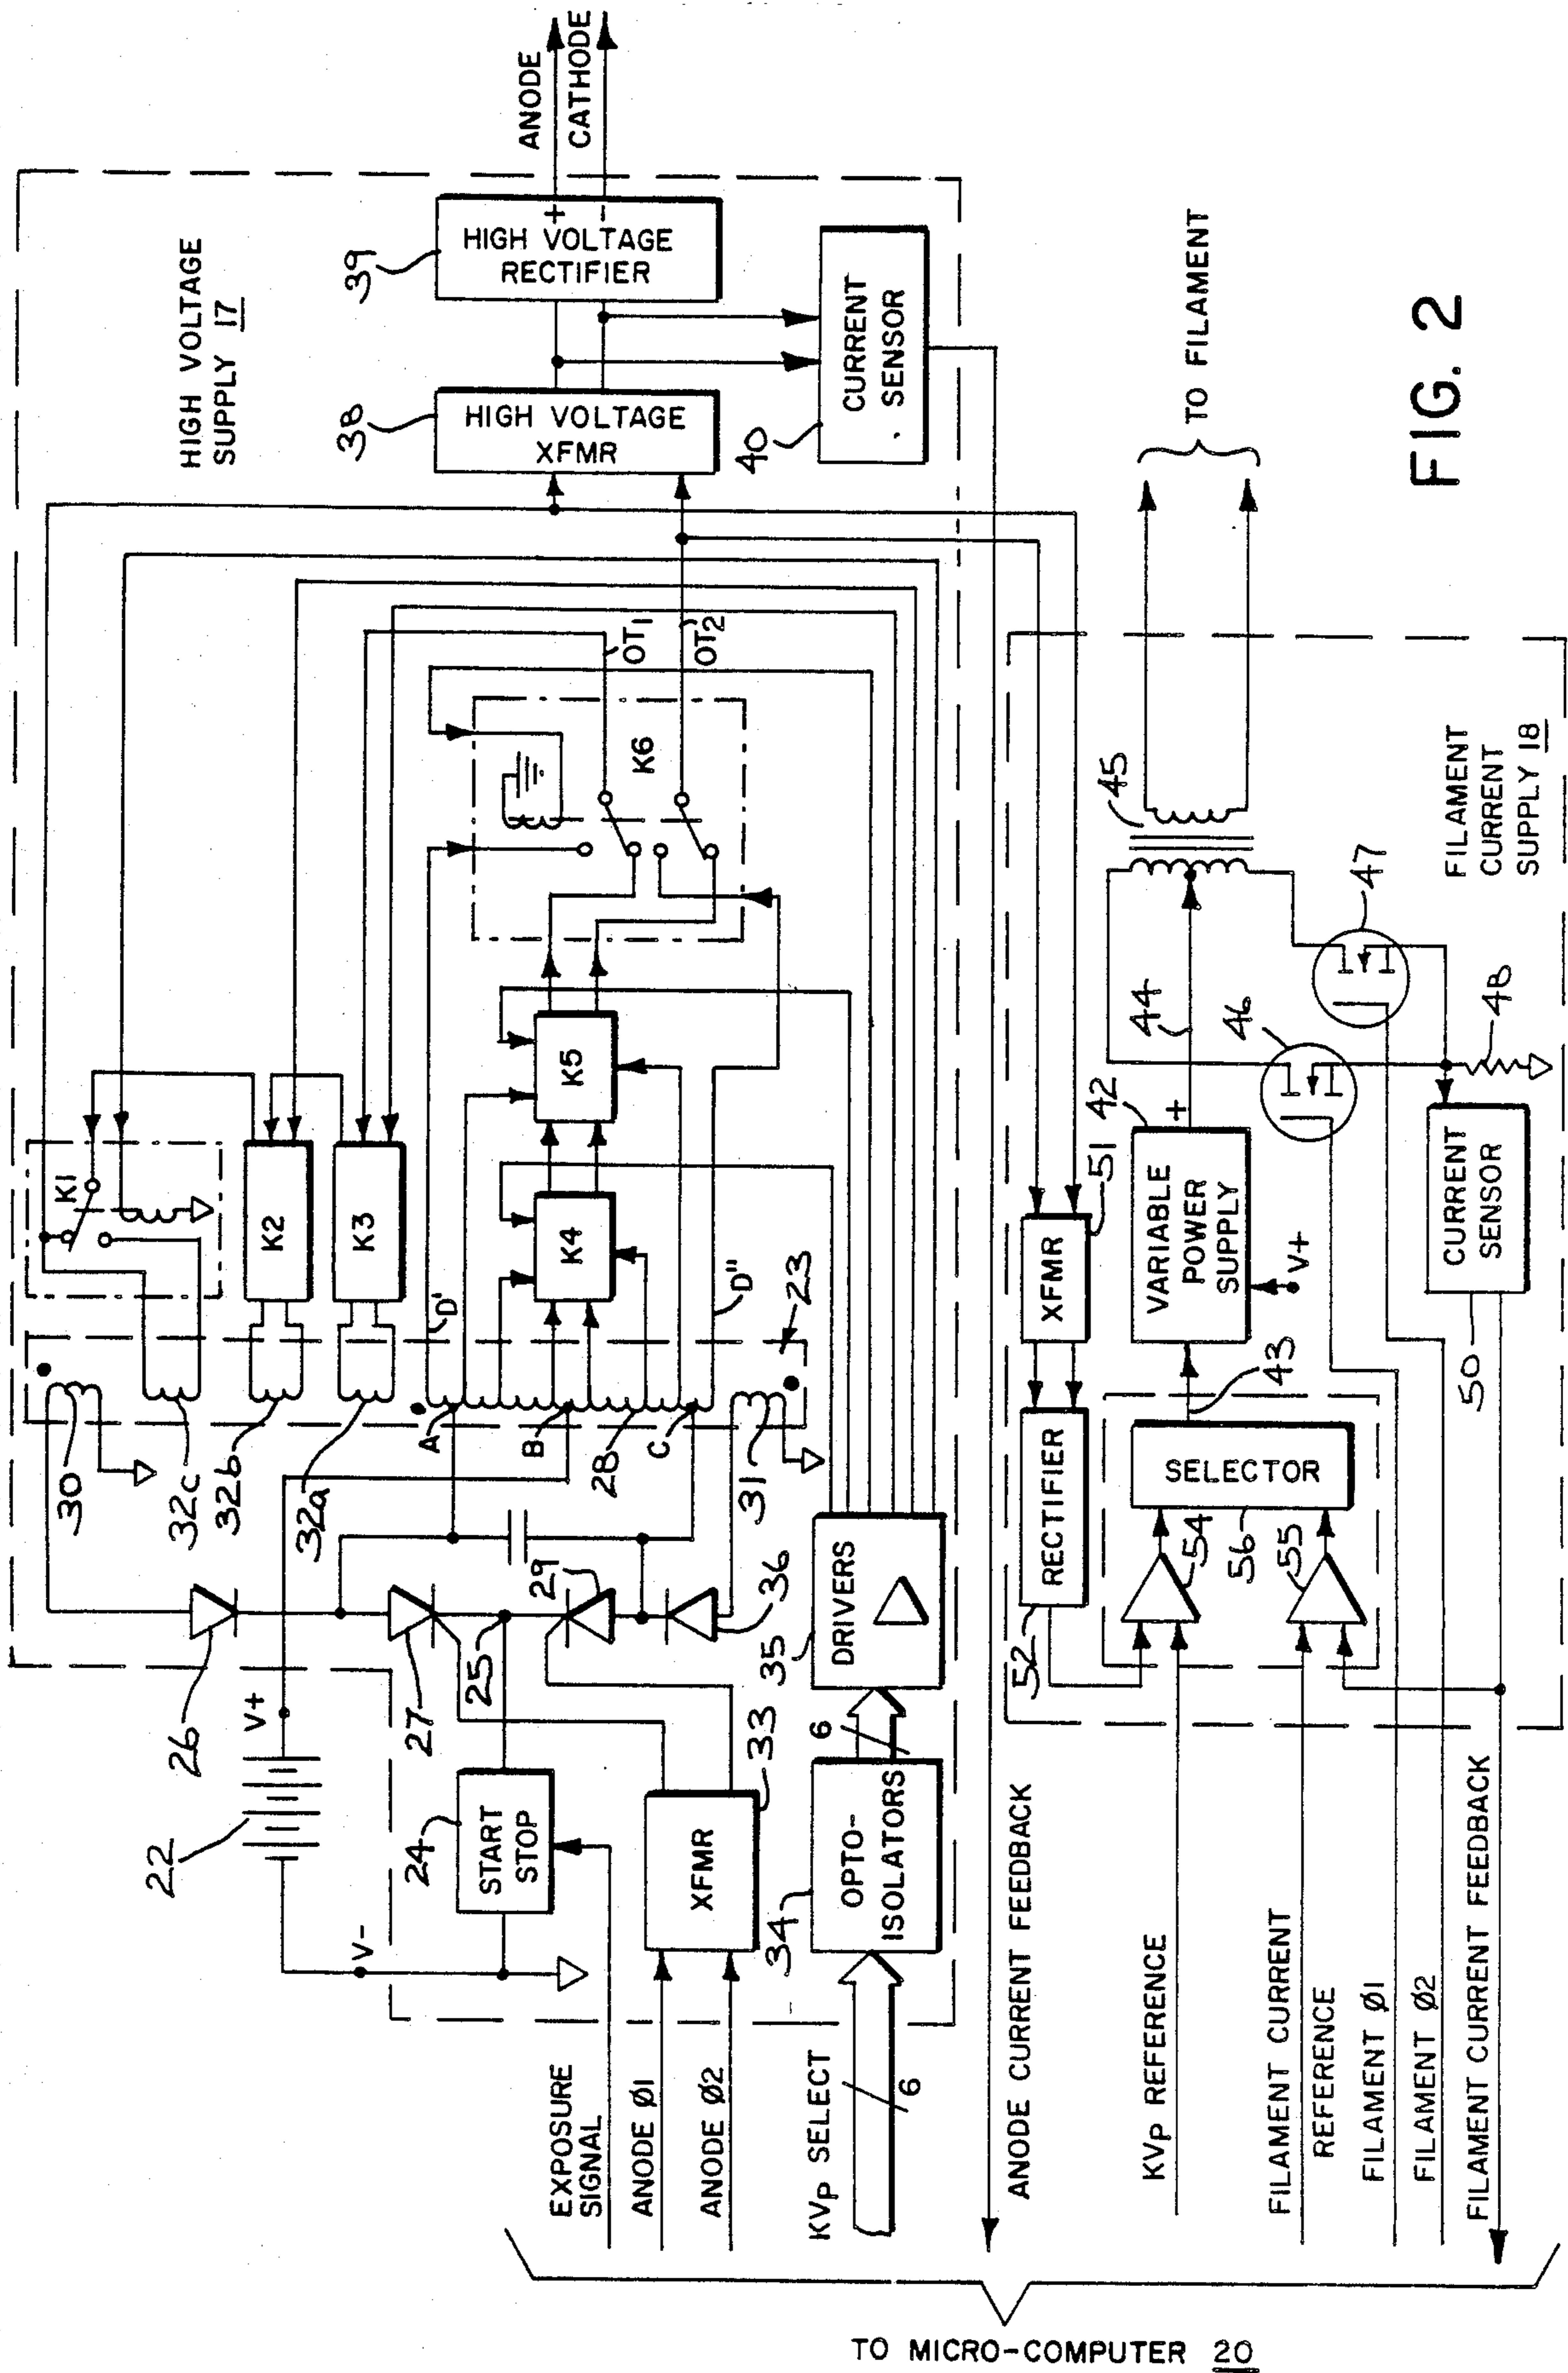 HIGH VOLTAGE
SUPPLY 17
ANODE
CATHODE
39
HIGH VOLTAGE
RECTIFIER
+
-
38
HIGH VOLTAGE
XFMR
40
CURRENT
SENSOR
K1
K2
K3
K4
K5
K6
OT1
OT2
D'
D"
23
30
32c
32b
32a
A
B
28
C
31
26
27
25
29
36
22
V+
V-
24
START
STOP
33
XFMR
34
OPTO-
ISOLATORS
6
35
DRIVERS
EXPOSURE
SIGNAL
ANODE Ø1
ANODE Ø2
KVP SELECT
6
ANODE CURRENT FEEDBACK
KVP REFERENCE
FILAMENT CURRENT
REFERENCE
FILAMENT Ø1
FILAMENT Ø2
FILAMENT CURRENT FEEDBACK
TO MICRO-COMPUTER 20
FILAMENT
CURRENT
SUPPLY 18
TO FILAMENT
45
44
46
47
48
42
+
VARIABLE
POWER
SUPPLY
V+
43
51
XFMR
52
RECTIFIER
SELECTOR
54
56
55
CURRENT
SENSOR
50
FIG. 2